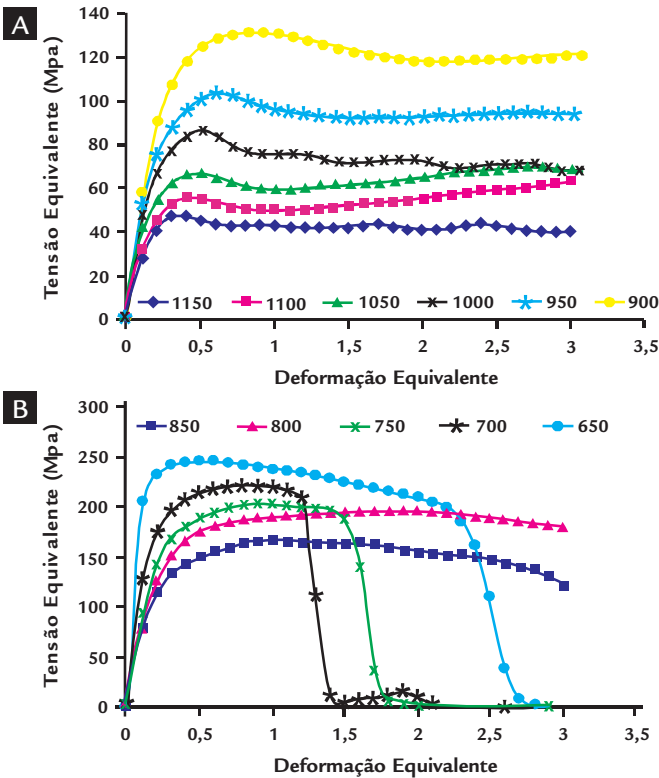 A
Tensão Equivalente (Mpa)
140
120
100
80
60
40
20
0
1150 1100 1050 1000 950 900
0 0,5 1 1,5 2 2,5 3 3,5
Deformação Equivalente
B
Tensão Equivalente (Mpa)
300
250
200
150
100
50
0
850 800 750 700 650
0 0,5 1 1,5 2 2,5 3 3,5
Deformação Equivalente